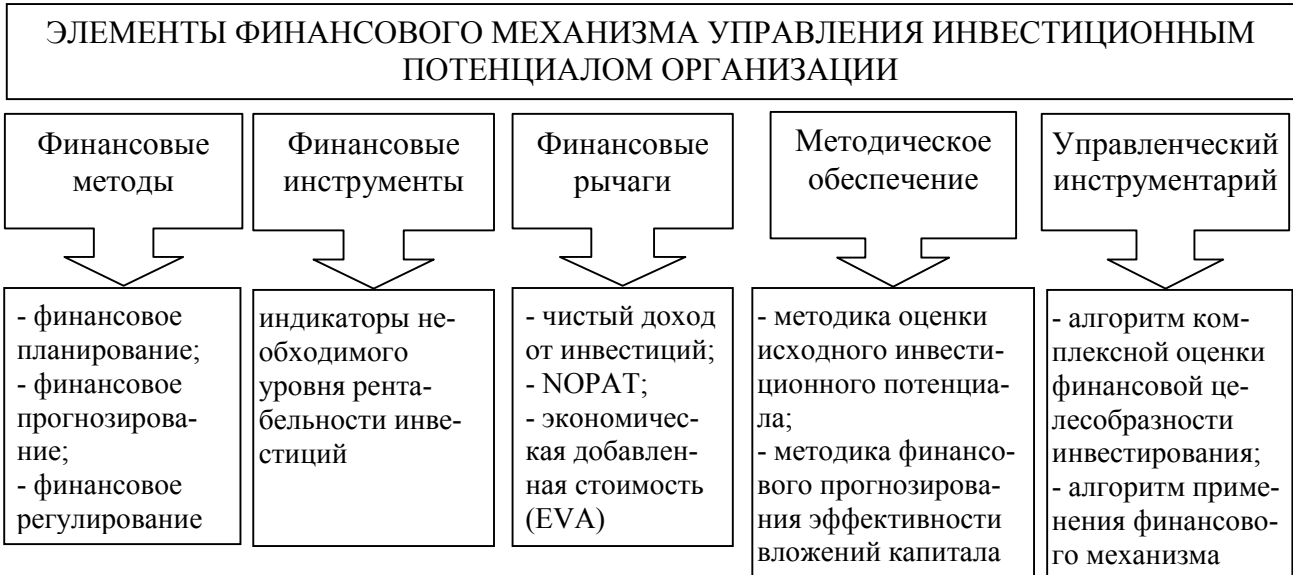 ЭЛЕМЕНТЫ ФИНАНСОВОГО МЕХАНИЗМА УПРАВЛЕНИЯ ИНВЕСТИЦИОННЫМ
ПОТЕНЦИАЛОМ ОРГАНИЗАЦИИ
Финансовые
методы
Финансовые
инструменты
Финансовые
рычаги
Методическое
обеспечение
Управленческий
инструментарий
- финансовое
планирование;
- финансовое
прогнозирова-
ние;
- финансовое
регулирование
индикаторы не-
обходимого
уровня рента-
бельности инве-
стиций
- чистый доход
от инвестиций;
- NOPAT;
- экономичес-
кая добавлен-
ная стоимость
(EVA)
- методика оценки
исходного инвести-
ционного потенциа-
ла;
- методика финансо-
вого прогнозирова-
ния эффективности
вложений капитала
- алгоритм ком-
плексной оценки
финансовой це-
лесобразности
инвестирования;
- алгоритм приме-
нения финансово-
го механизма